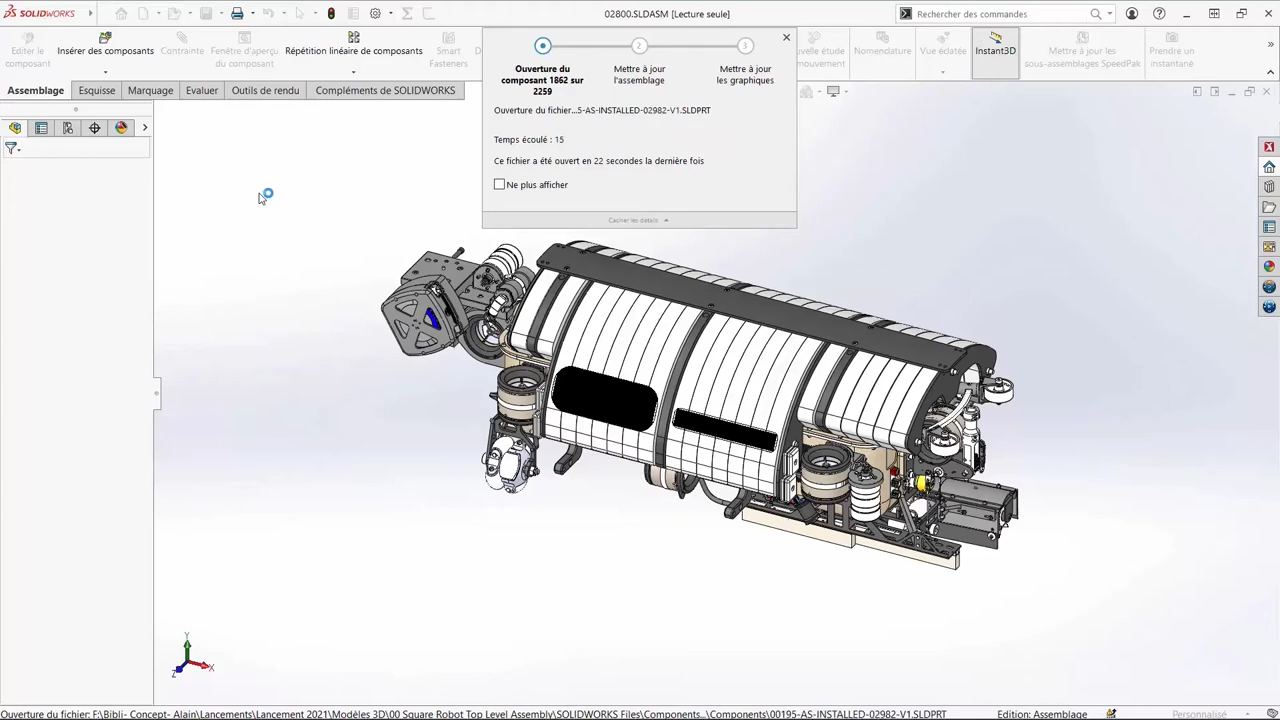 SOLIDWORKS
02800.SLDASM [Lecture seule]
Rechercher des commandes
Editer le composant
Insérer des composants
Contrainte
Fenêtre d'aperçu du composant
Répétition linéaire de composants
Smart Fasteners
Nomenclature
Vue éclatée
Instant3D
Mettre à jour les sous-assemblages SpeedPak
Prendre un instantané
Assemblage
Esquisse
Marquage
Evaluer
Outils de rendu
Compléments de SOLIDWORKS
1
2
3
Ouverture du composant 1862 sur 2259
Mettre à jour l'assemblage
Mettre à jour les graphiques
Ouverture du fichier...5-AS-INSTALLED-02982-V1.SLDPRT
Temps écoulé : 15
Ce fichier a été ouvert en 22 secondes la dernière fois
Ne plus afficher
Cacher les détails
Y
X
Z
Ouverture du fichier: F:\Bibli- Concept- Alain\Lancements\Lancement 2021\Modèles 3D\00 Square Robot Top Level Assembly\SOLIDWORKS Files\Components...\Components\00195-AS-INSTALLED-02982-V1.SLDPRT
Edition: Assemblage
Personnalisé